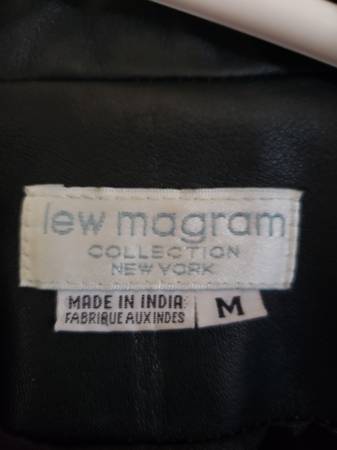 lew magram
COLLECTION
NEW YORK
MADE IN INDIA
FABRIQUE AUX INDES
M